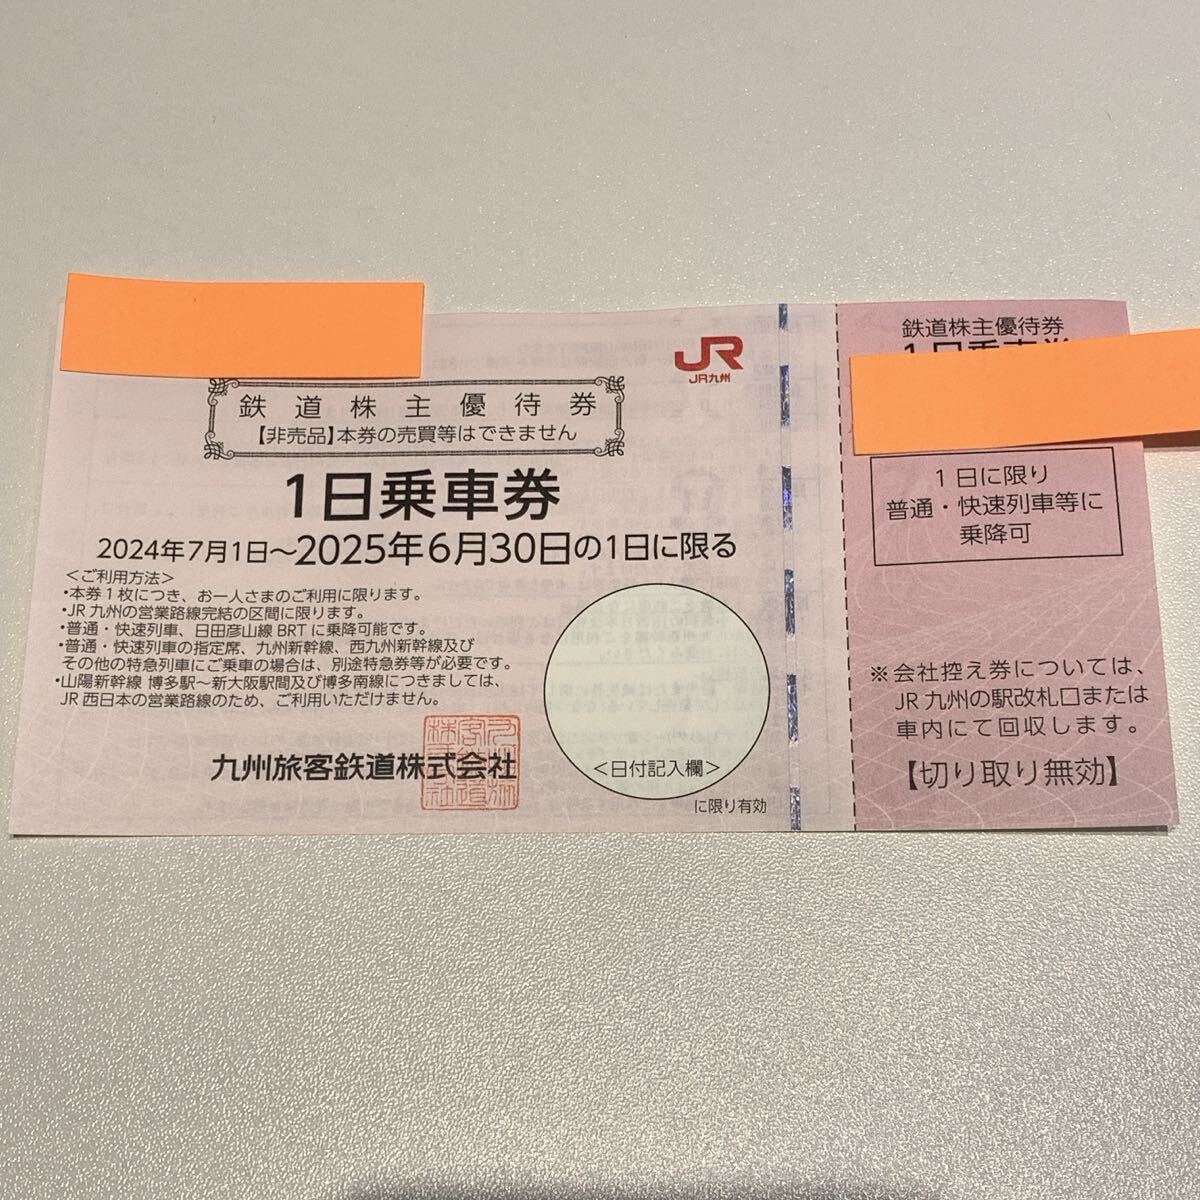 JR
JR九州
鉄道株主優待券
【非売品】本券の売買等はできません
1日乗車券
2024年7月1日～2025年6月30日の1日に限る
＜ご利用方法＞
・本券1枚につき、お一人さまのご利用に限ります。
・JR九州の営業路線完結の区間に限ります。
・普通・快速列車、日田彦山線BRTに乗降可能です。
・普通・快速列車の指定席、九州新幹線、西九州新幹線及び
その他の特急列車にご乗車の場合は、別途特急券等が必要です。
・山陽新幹線 博多駅～新大阪駅間及び博多南線につきましては、
JR西日本の営業路線のため、ご利用いただけません。
九州旅客鉄道株式会社
＜日付記入欄＞
に限り有効
鉄道株主優待券
1日乗車券
1日に限り
普通・快速列車等に
乗降可
※会社控え券については、
JR九州の駅改札口または
車内にて回収します。
【切り取り無効】